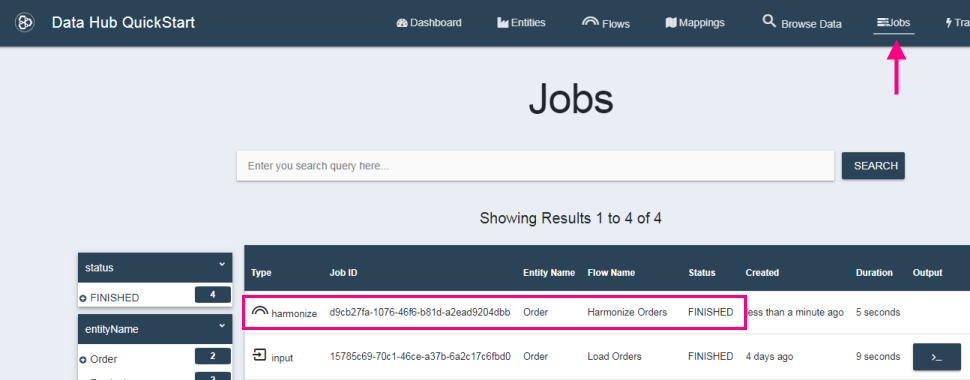 Data Hub QuickStart Dashboard Entities Flows Mappings Browse Data Jobs Tra
Jobs
Enter you search query here... SEARCH
Showing Results 1 to 4 of 4
status
FINISHED 4
entityName
Order 2
Type Job ID Entity Name Flow Name Status Created Duration Output
harmonize d9cb27fa-1076-46f6-b81d-a2ead9204dbb Order Harmonize Orders FINISHED less than a minute ago 5 seconds
input 15785c69-70c1-46ce-a37b-6a2c17c6fbd0 Order Load Orders FINISHED 4 days ago 9 seconds >_